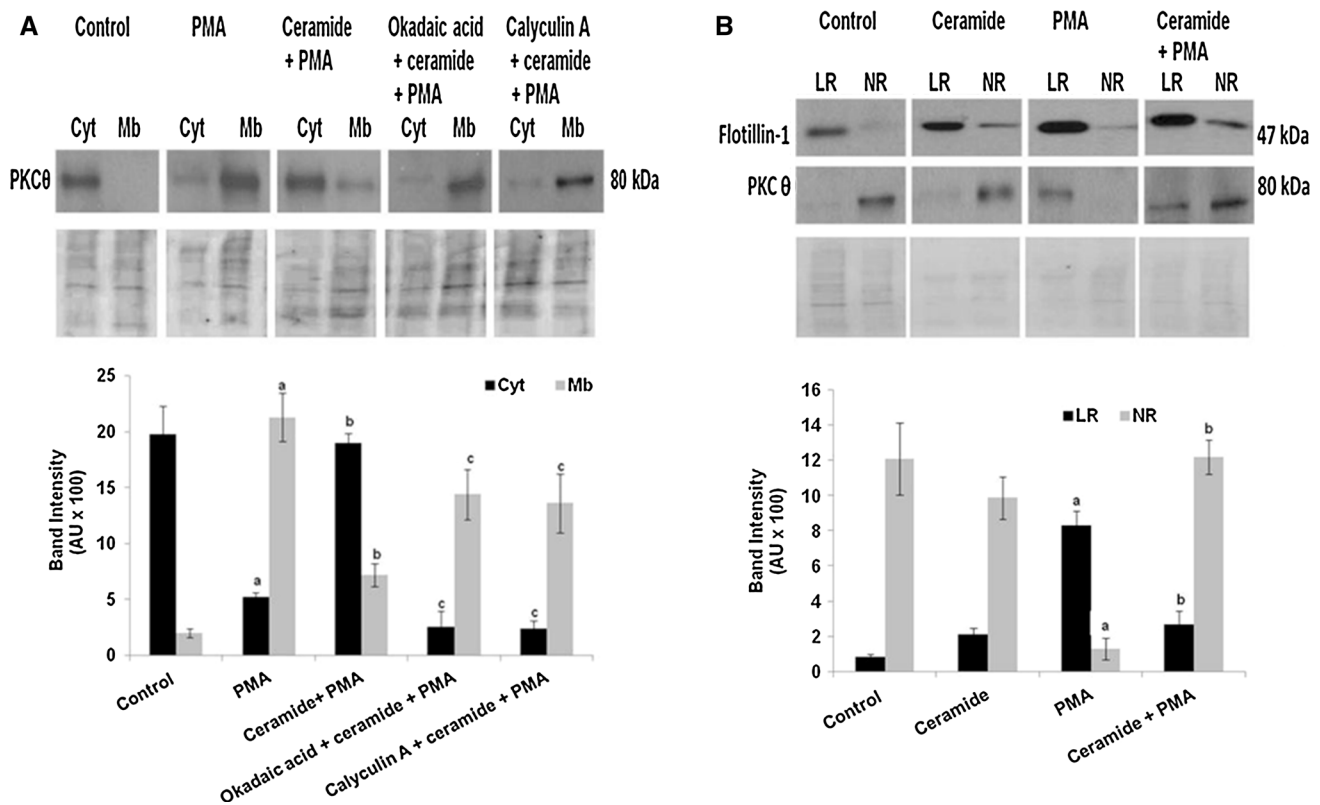 A
Control
PMA
Ceramide
+ PMA
Okadaic acid
+ ceramide
+ PMA
Calyculin A
+ ceramide
+ PMA
Cyt Mb Cyt Mb Cyt Mb Cyt Mb Cyt Mb
PKCθ
80 kDa
25
20
15
10
5
0
Band Intensity
(AU x 100)
Cyt Mb
a
a
b
b
c
c
c
c
Control
PMA
Ceramide+ PMA
Okadaic acid + ceramide + PMA
Calyculin A + ceramide + PMA
B
Control
Ceramide
PMA
Ceramide
+ PMA
LR NR LR NR LR NR LR NR
Flotillin-1
47 kDa
PKC θ
80 kDa
16
14
12
10
8
6
4
2
0
Band Intensity
(AU x 100)
LR NR
a
a
b
b
Control
Ceramide
PMA
Ceramide + PMA